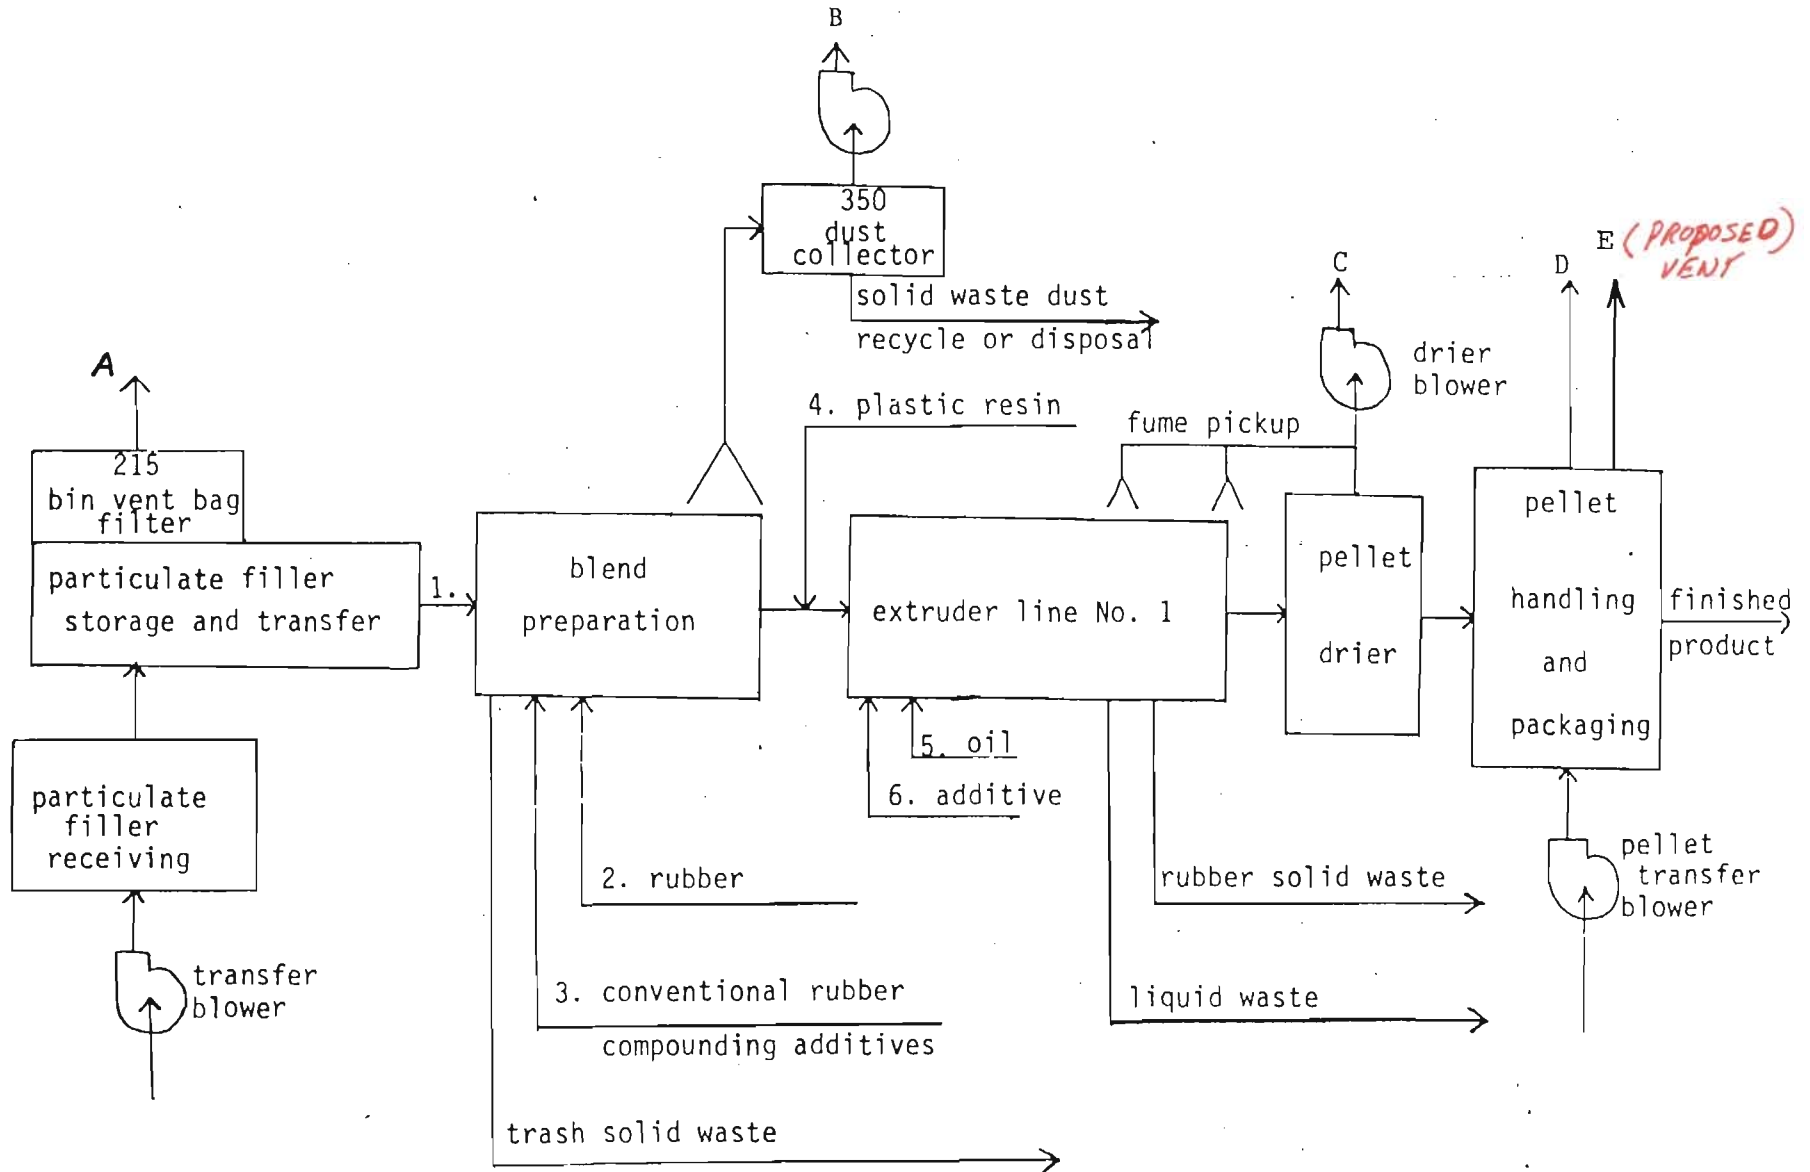 B
350
dust
collector
solid waste dust
recycle or disposal
E (PROPOSED)
VENT
D
C
drier
blower
A
4. plastic resin
fume pickup
215
bin vent bag
filter
particulate filler
storage and transfer
1.
blend
preparation
extruder line No. 1
pellet
drier
pellet
handling
and
packaging
finished
product
5. oil
6. additive
particulate
filler
receiving
2. rubber
rubber solid waste
pellet
transfer
blower
transfer
blower
3. conventional rubber
compounding additives
liquid waste
trash solid waste